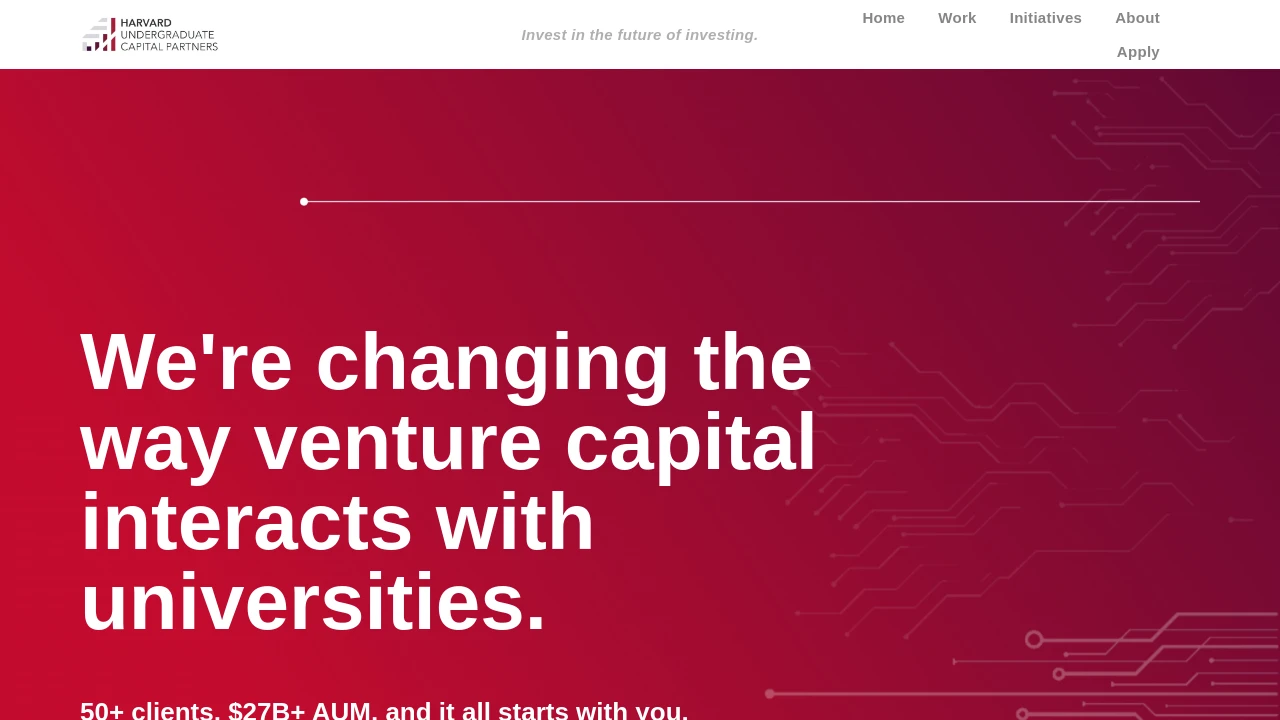 HARVARD
UNDERGRADUATE
CAPITAL PARTNERS
Invest in the future of investing.
Home Work Initiatives About
Apply
We're changing the
way venture capital
interacts with
universities.
50+ clients. $27B+ AUM. and it all starts with you.